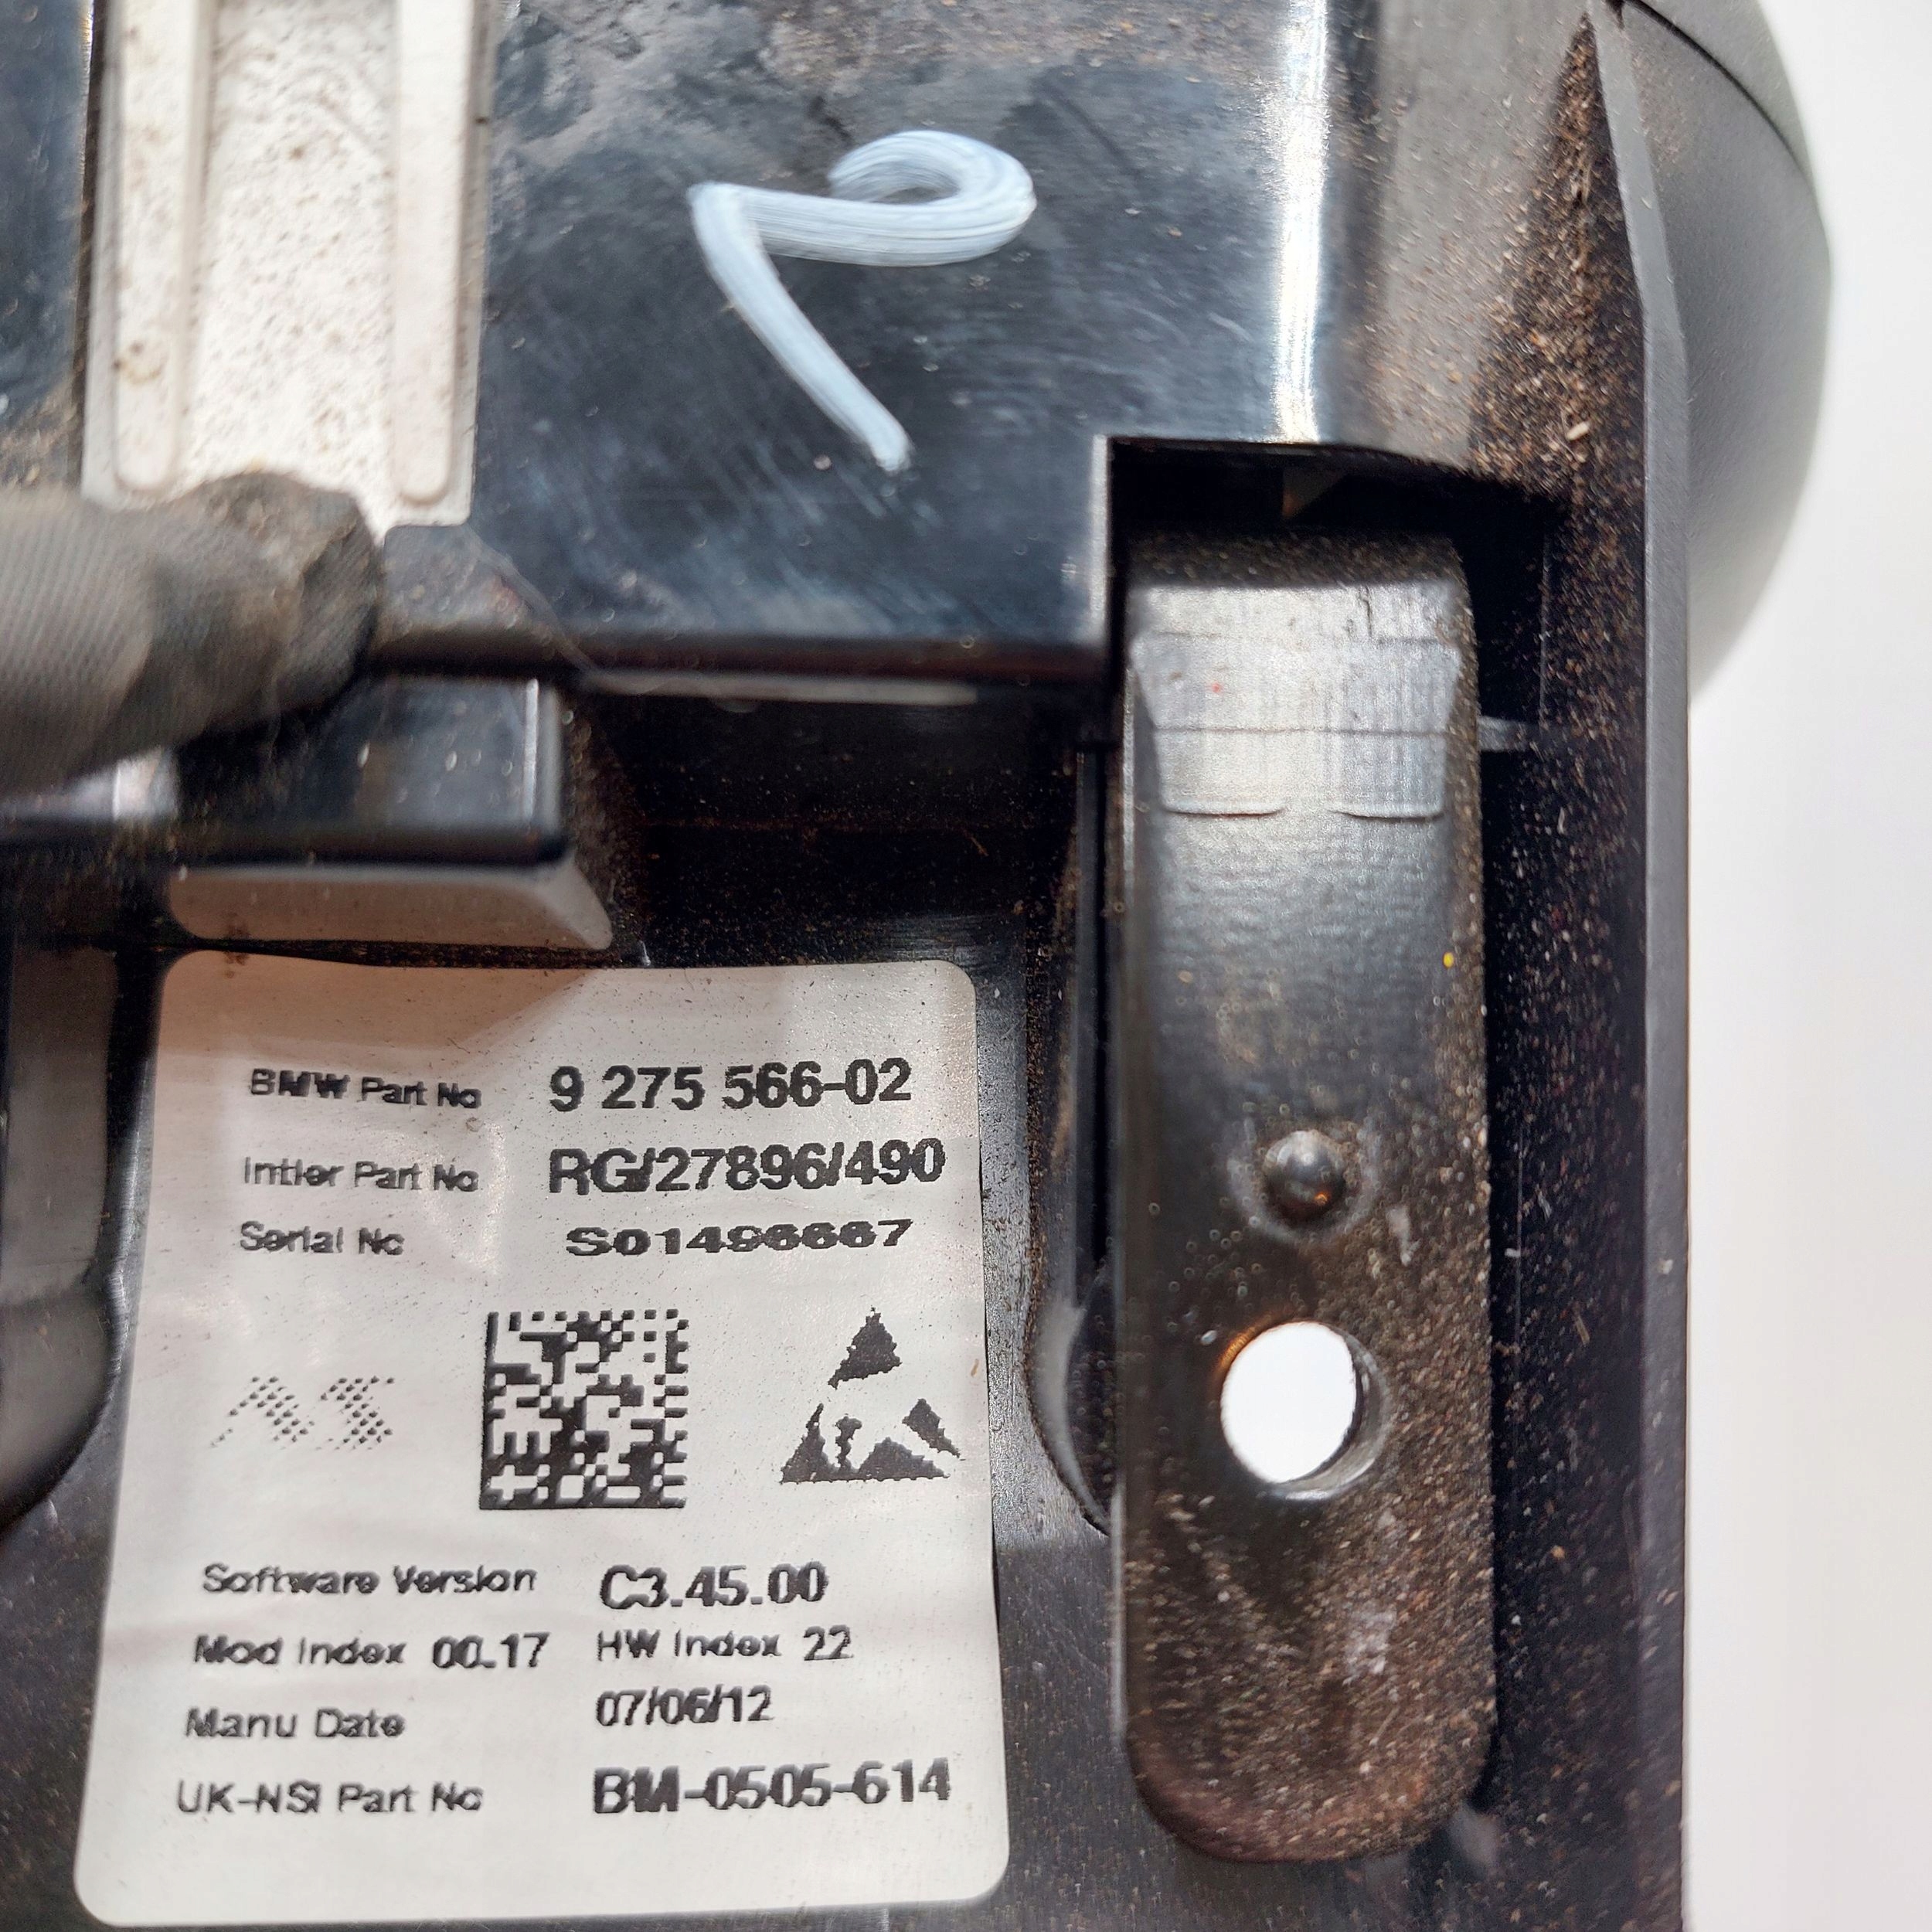 BMW Part No 9 275 566-02
Intier Part No RG/27896/490
Serial No S01496667
Software Version C3.45.00
Mod Index 00.17 HW Index 22
Manu Date 07/06/12
UK-NSI Part No BM-0505-614